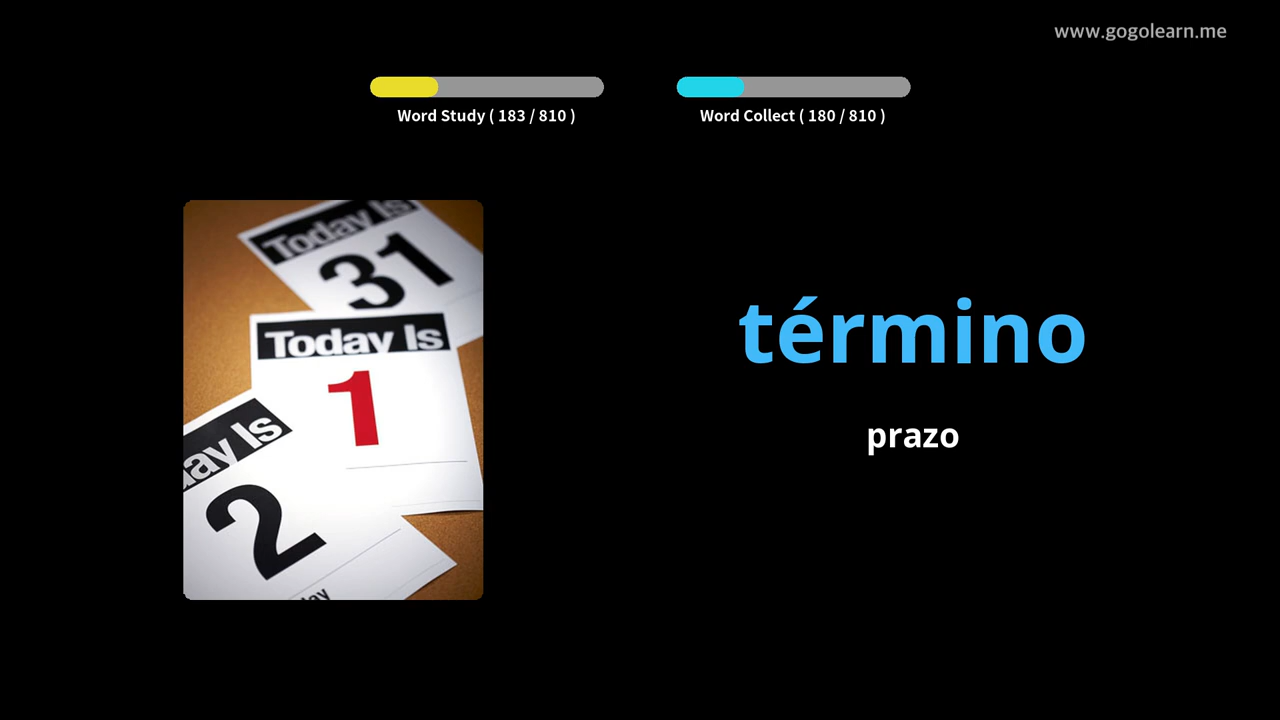 www.gogolearn.me
Word Study ( 183 / 810 )
Word Collect ( 180 / 810 )
Today Is
31
Today Is
1
day Is
2
término
prazo